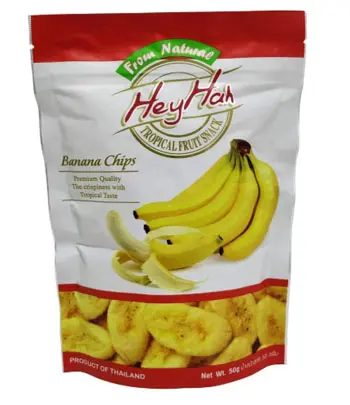 From Natural
HeyHah
TROPICAL FRUIT SNACK
Banana Chips
Premium Quality
The crispiness with
Tropical Taste
PRODUCT OF THAILAND
Net Wt. 50g